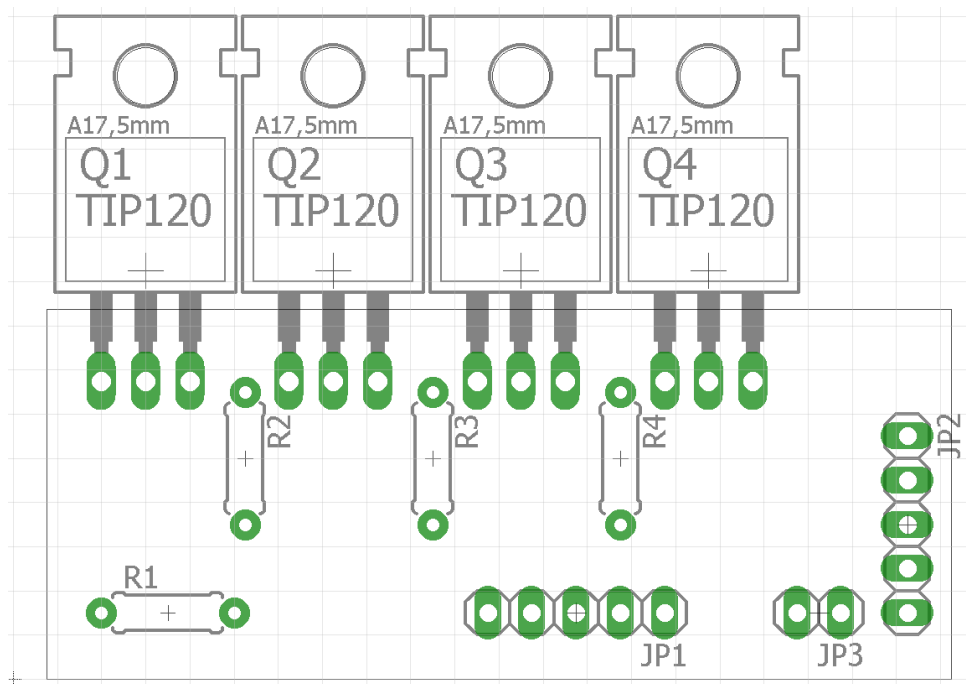 A17,5mm
A17,5mm
A17,5mm
A17,5mm
Q1
Q2
Q3
Q4
TIP120
TIP120
TIP120
TIP120
R2
R3
R4
JP2
R1
JP1
JP3